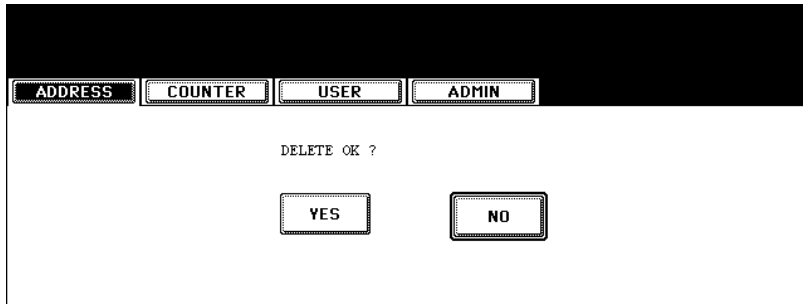 ADDRESS COUNTER USER ADMIN
DELETE OK ?
YES NO